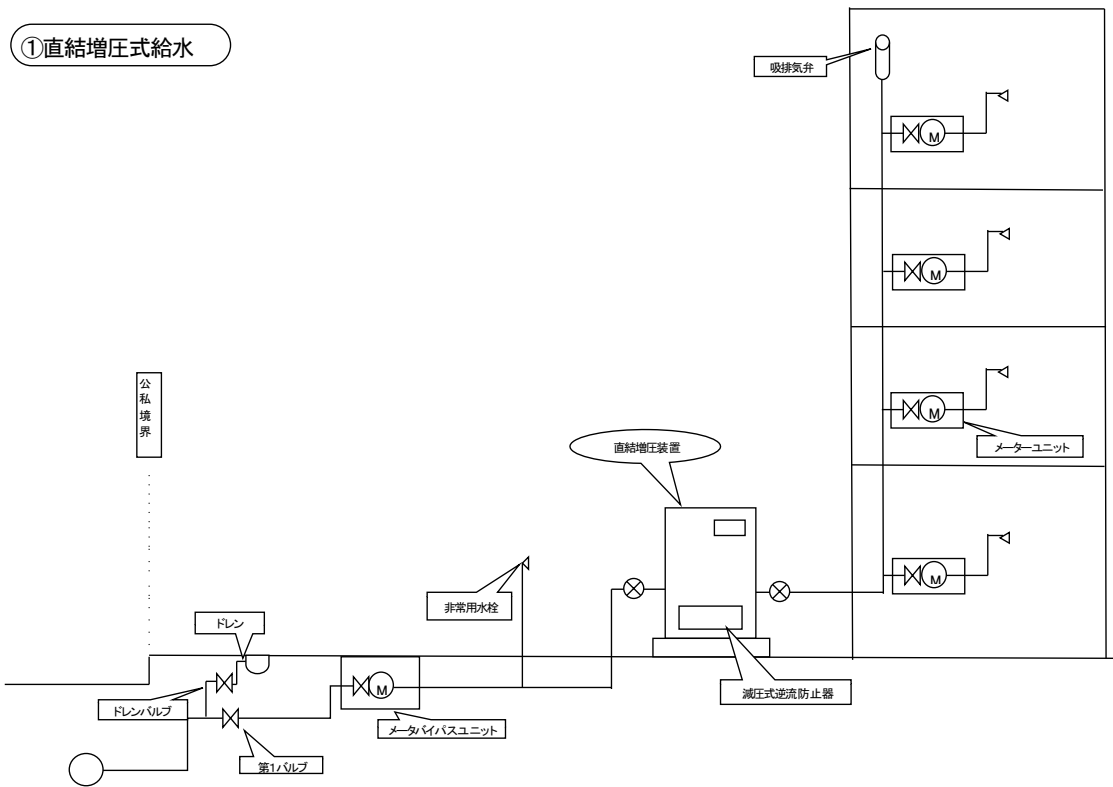 ①直結増圧式給水
吸排気弁
M
M
公私境界
M
メーターユニット
直結増圧装置
M
非常用水栓
ドレン
M
減圧式逆流防止器
ドレンバルブ
メータバイパスユニット
第1バルブ